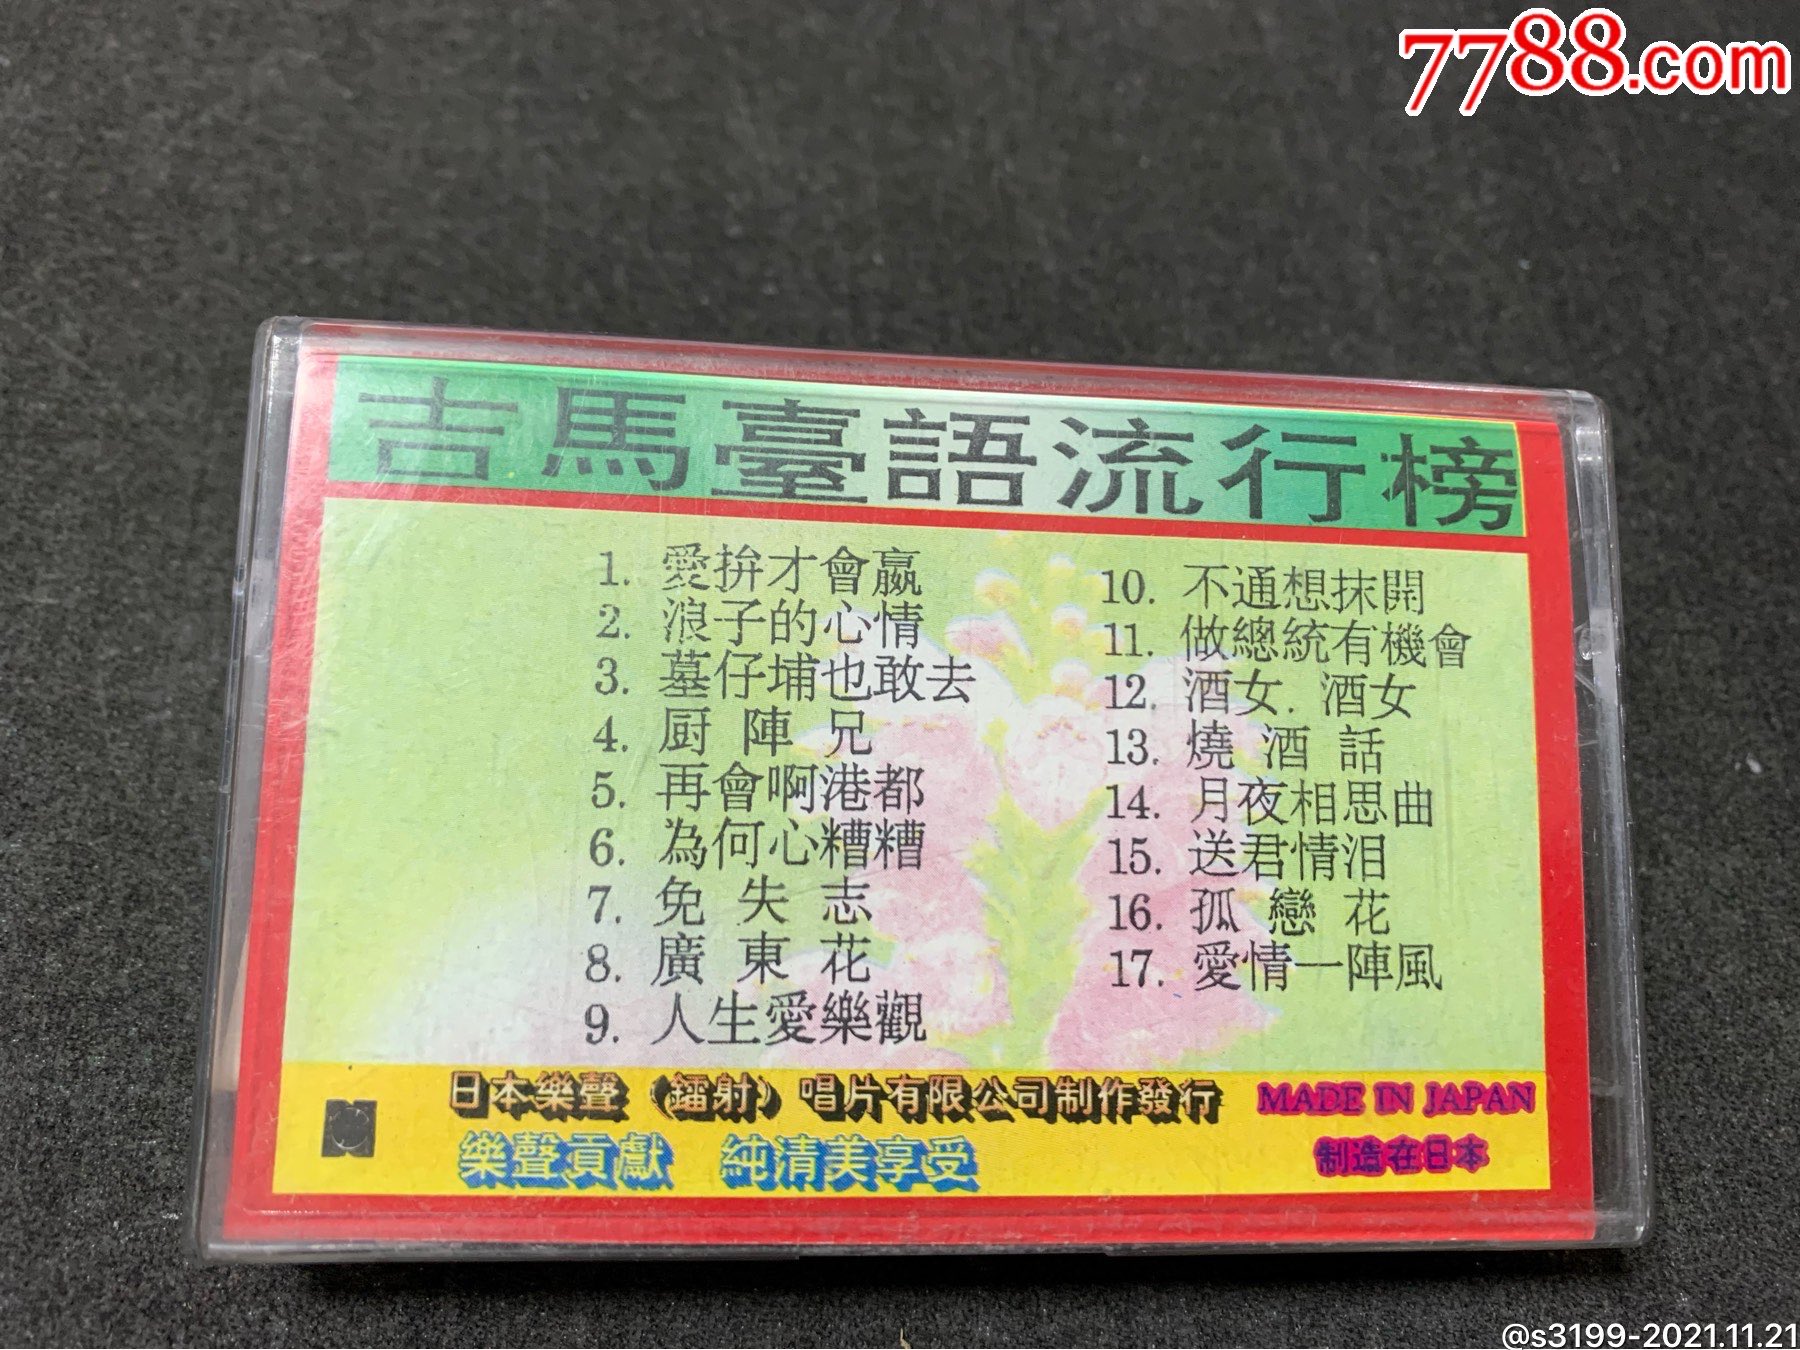 7788.com
吉馬臺語流行榜
1. 愛拚才會贏
2. 浪子的心情
3. 墓仔埔也敢去
4. 厨陣兄
5. 再會啊港都
6. 為何心糟糟
7. 免失志
8. 廣東花
9. 人生愛樂觀
10. 不通想抹開
11. 做總統有機會
12. 酒女. 酒女
13. 燒酒話
14. 月夜相思曲
15. 送君情泪
16. 孤戀花
17. 愛情一陣風
日本樂聲（鐳射）唱片有限公司制作發行
MADE IN JAPAN
樂聲貢獻 純清美享受
制造在日本
@s3199-2021.11.21